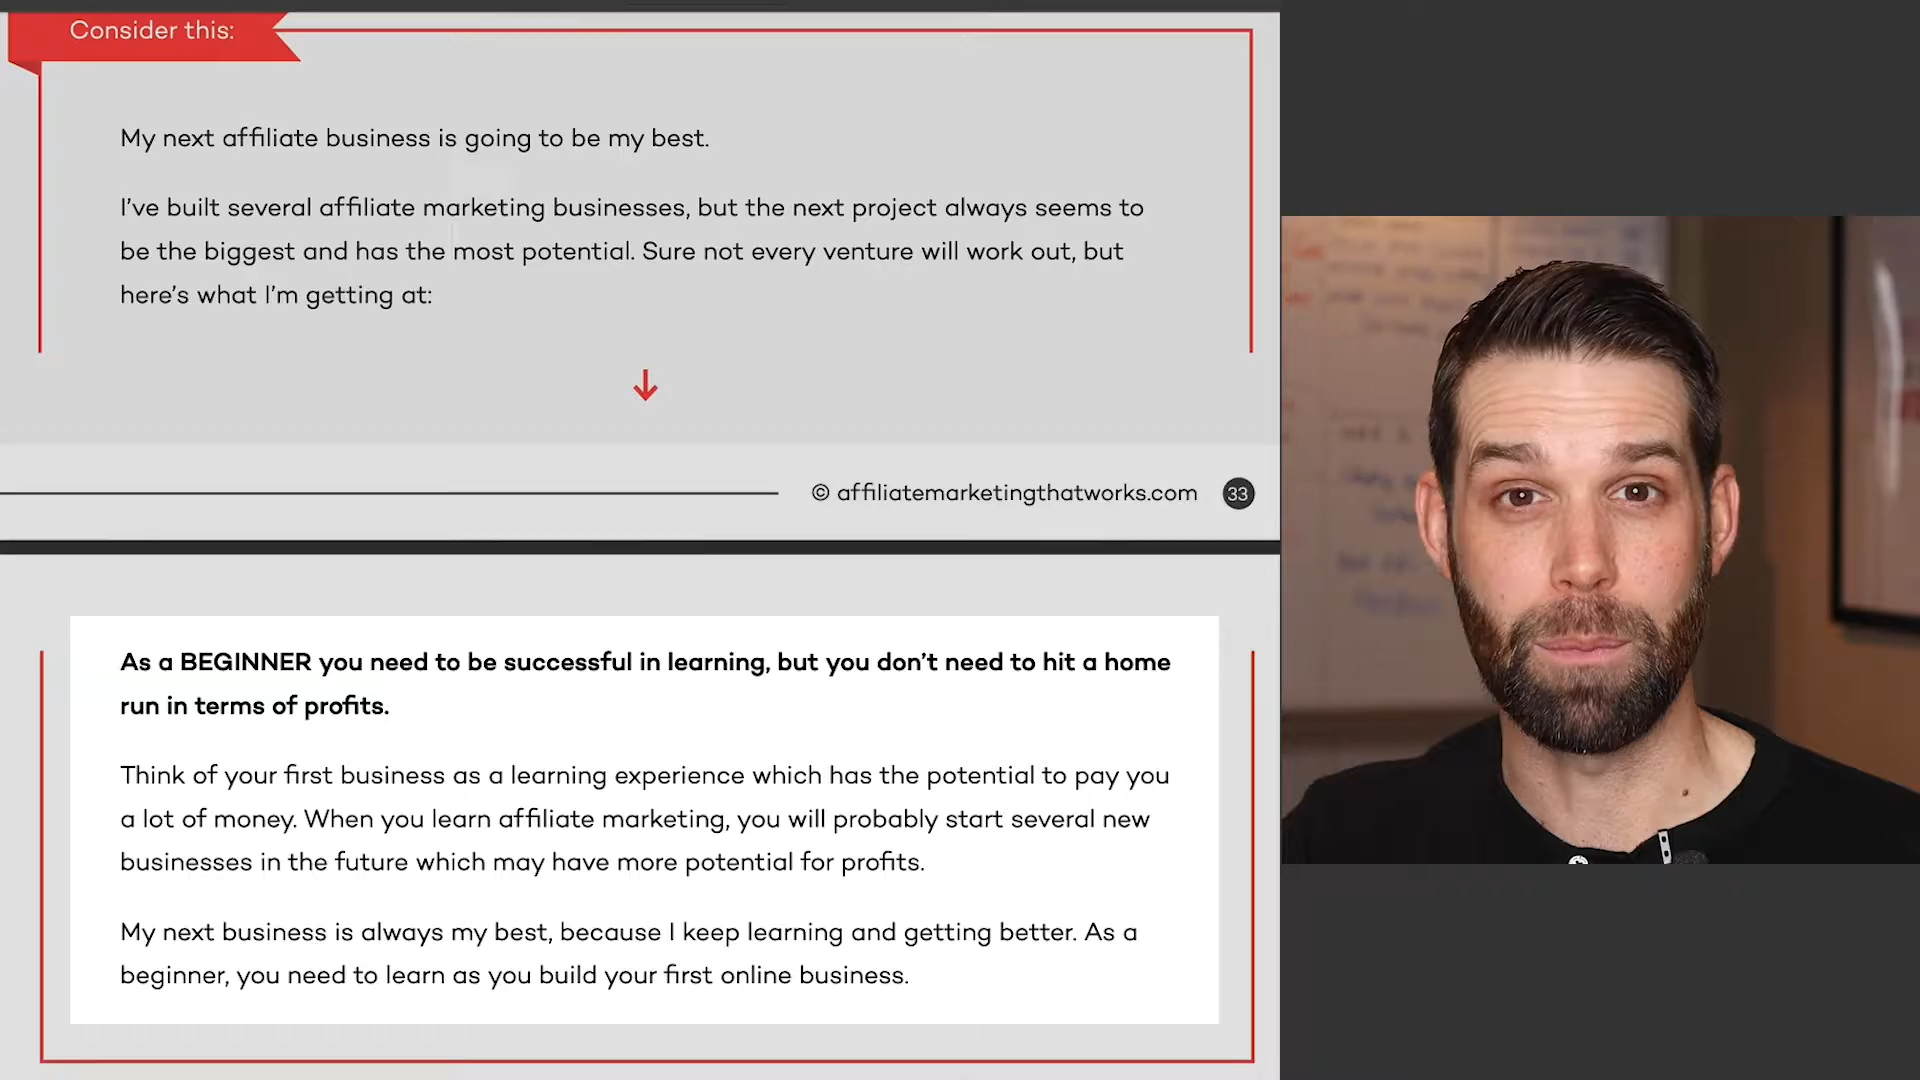 Consider this:
My next affiliate business is going to be my best.
I’ve built several affiliate marketing businesses, but the next project always seems to
be the biggest and has the most potential. Sure not every venture will work out, but
here’s what I’m getting at:
© affiliatemarketingthatworks.com 33
As a BEGINNER you need to be successful in learning, but you don’t need to hit a home
run in terms of profits.
Think of your first business as a learning experience which has the potential to pay you
a lot of money. When you learn affiliate marketing, you will probably start several new
businesses in the future which may have more potential for profits.
My next business is always my best, because I keep learning and getting better. As a
beginner, you need to learn as you build your first online business.